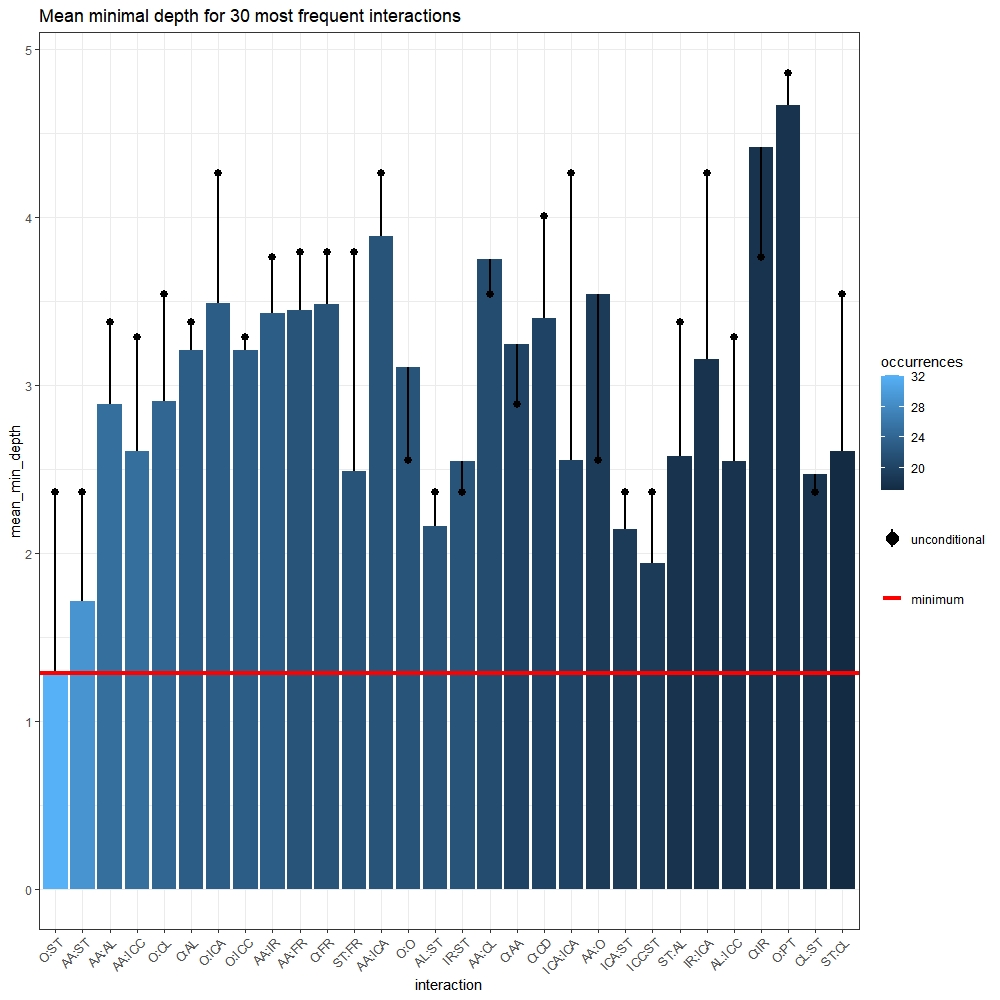 Mean minimal depth for 30 most frequent interactions
5
4
3
2
1
0
mean_min_depth
O:ST
AA:ST
AA:AL
AA:ICC
O:CL
O:AL
O:ICA
O:ICC
AA:IR
AA:FR
O:FR
ST:FR
AA:ICA
O:O
AL:ST
IR:ST
AA:CL
O:AA
O:CD
ICA:ICA
AA:O
ICA:ST
ICC:ST
ST:AL
IR:ICA
AL:ICC
O:IR
O:PT
CL:ST
ST:CL
interaction
occurrences
32
28
24
20
unconditional
minimum